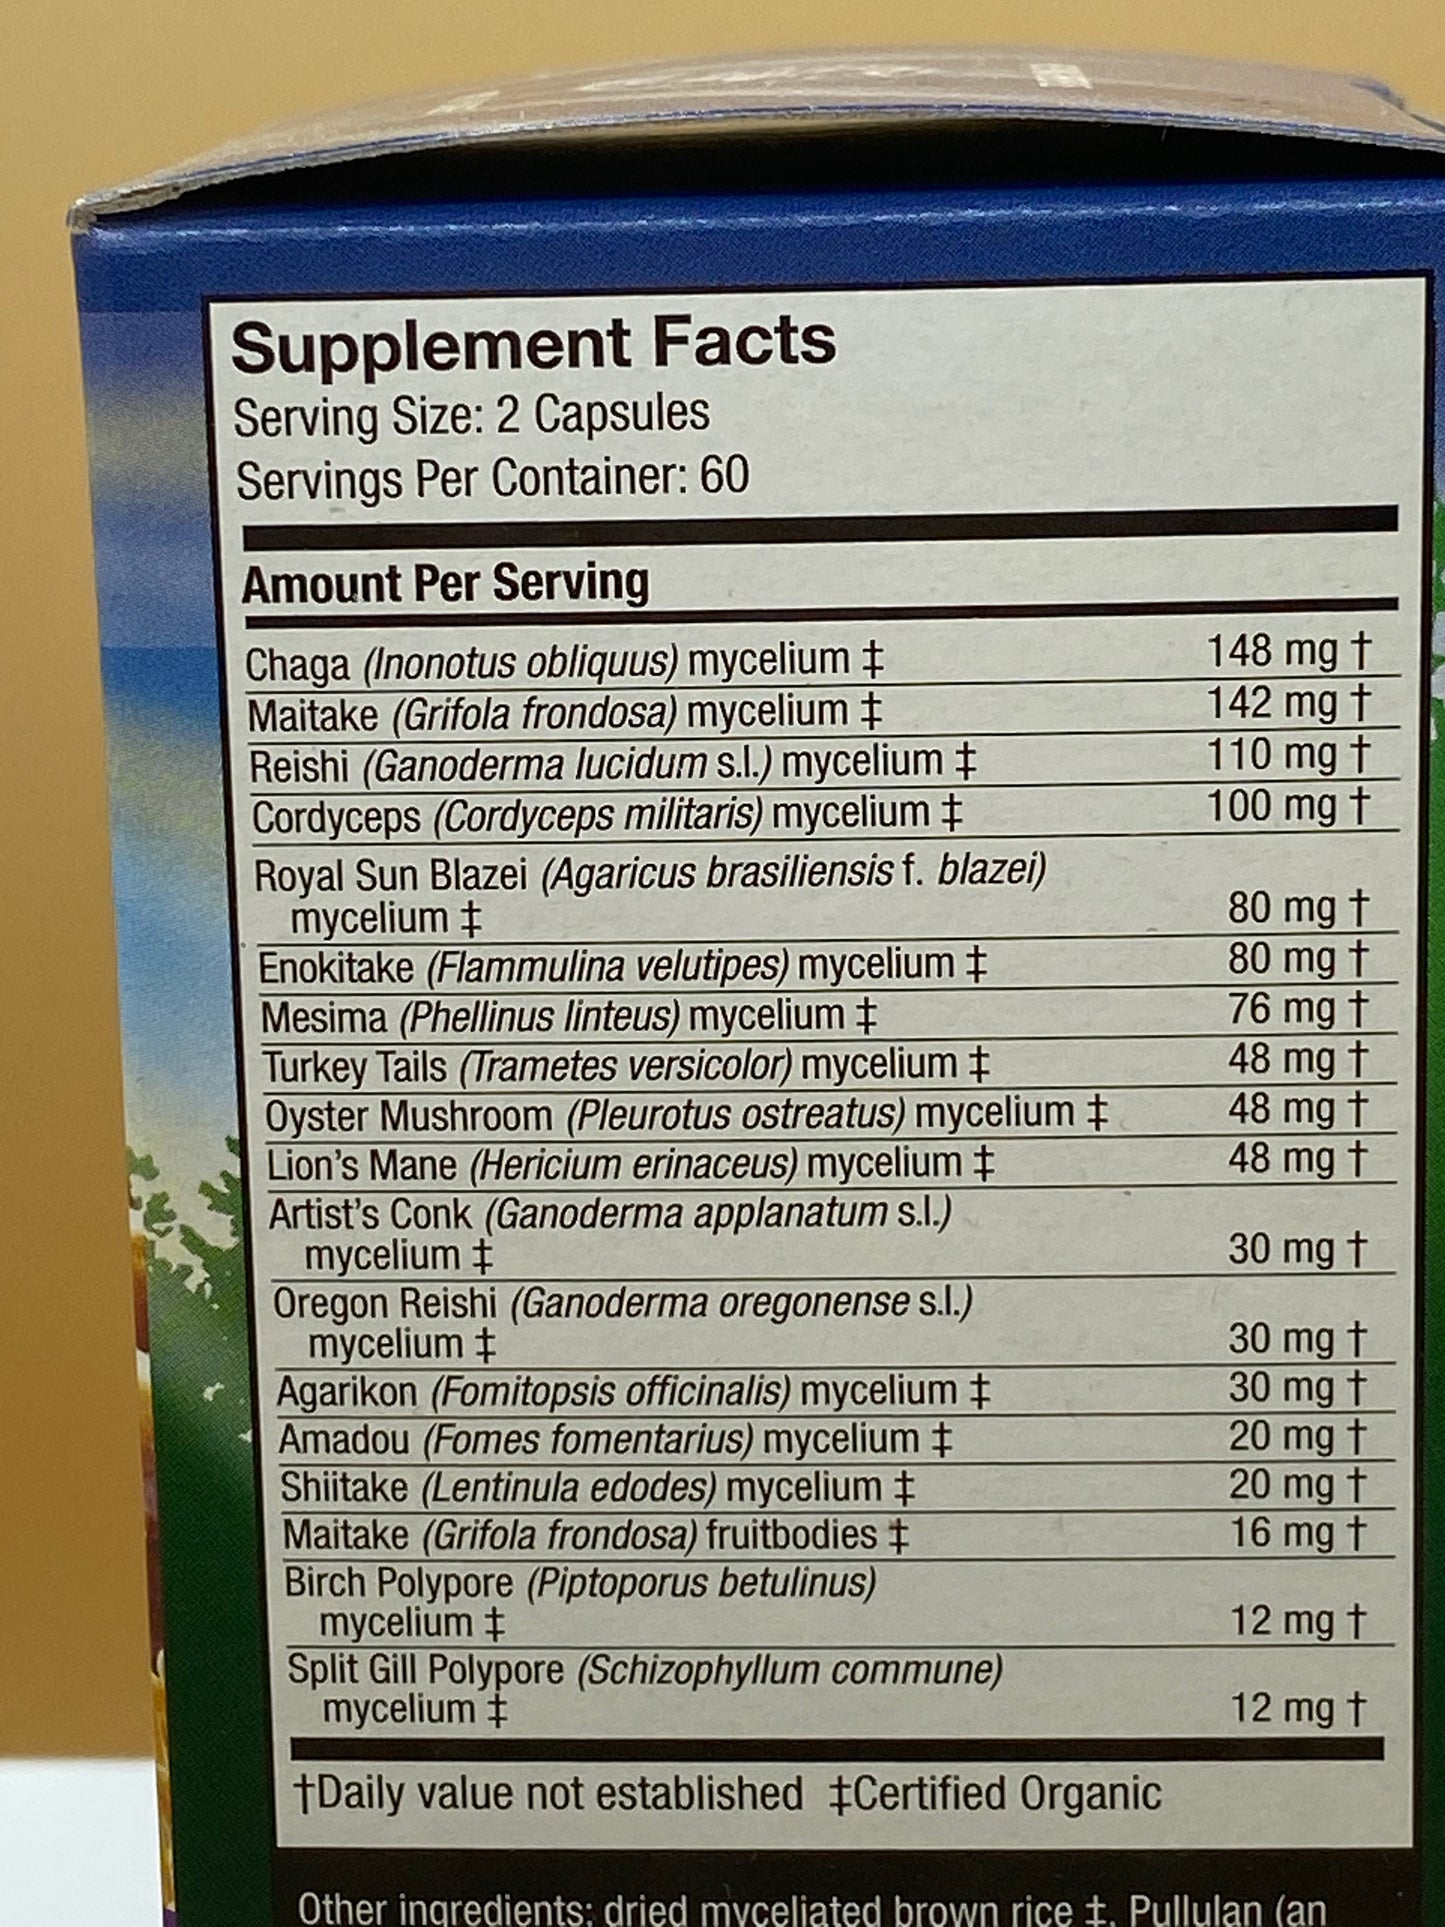 Supplement Facts
Serving Size: 2 Capsules
Servings Per Container: 60
Amount Per Serving
Chaga (Inonotus obliquus) mycelium ‡ 148 mg †
Maitake (Grifola frondosa) mycelium ‡ 142 mg †
Reishi (Ganoderma lucidum s.l.) mycelium ‡ 110 mg †
Cordyceps (Cordyceps militaris) mycelium ‡ 100 mg †
Royal Sun Blazei (Agaricus brasiliensis f. blazei)
mycelium ‡ 80 mg †
Enokitake (Flammulina velutipes) mycelium ‡ 80 mg †
Mesima (Phellinus linteus) mycelium ‡ 76 mg †
Turkey Tails (Trametes versicolor) mycelium ‡ 48 mg †
Oyster Mushroom (Pleurotus ostreatus) mycelium ‡ 48 mg †
Lion's Mane (Hericium erinaceus) mycelium ‡ 48 mg †
Artist's Conk (Ganoderma applanatum s.l.)
mycelium ‡ 30 mg †
Oregon Reishi (Ganoderma oregonense s.l.)
mycelium ‡ 30 mg †
Agarikon (Fomitopsis officinalis) mycelium ‡ 30 mg †
Amadou (Fomes fomentarius) mycelium ‡ 20 mg †
Shiitake (Lentinula edodes) mycelium ‡ 20 mg †
Maitake (Grifola frondosa) fruitbodies ‡ 16 mg †
Birch Polypore (Piptoporus betulinus)
mycelium ‡ 12 mg †
Split Gill Polypore (Schizophyllum commune)
mycelium ‡ 12 mg †
†Daily value not established ‡Certified Organic
Other ingredients: dried myceliated brown rice ‡, Pullulan (an